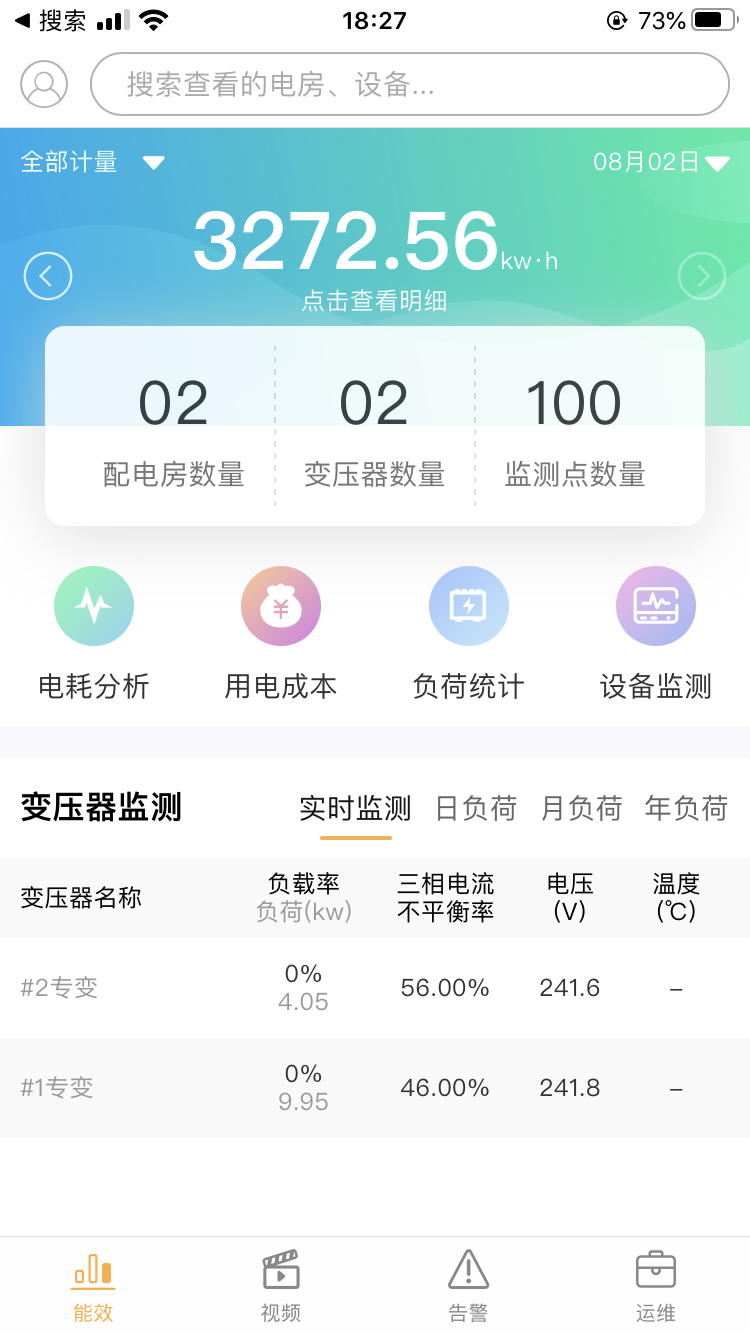 搜索 18:27 73%
搜索查看的电房、设备...
全部计量 08月02日
3272.56kw·h
点击查看明细
02 02 100
配电房数量 变压器数量 监测点数量
¥
电耗分析 用电成本 负荷统计 设备监测
变压器监测 实时监测 日负荷 月负荷 年负荷
变压器名称 负载率 三相电流 电压 温度
负荷(kw) 不平衡率 (V) (℃)
#2专变 0% 56.00% 241.6 –
4.05
#1专变 0% 46.00% 241.8 –
9.95
能效 视频 告警 运维